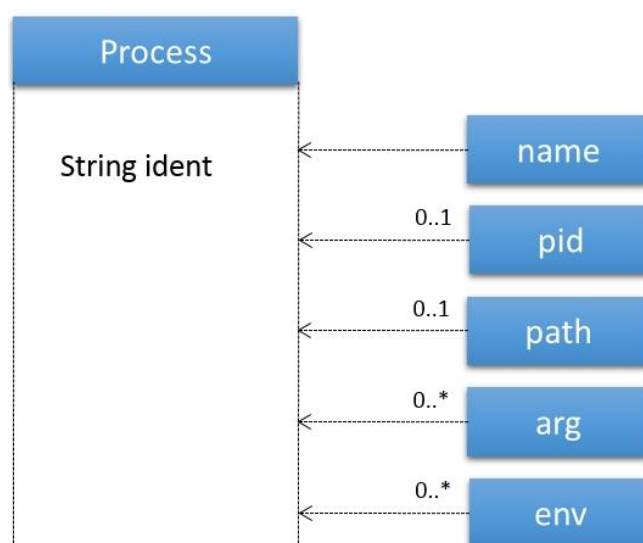 Process
String ident
name
0..1
pid
0..1
path
0..*
arg
0..*
env